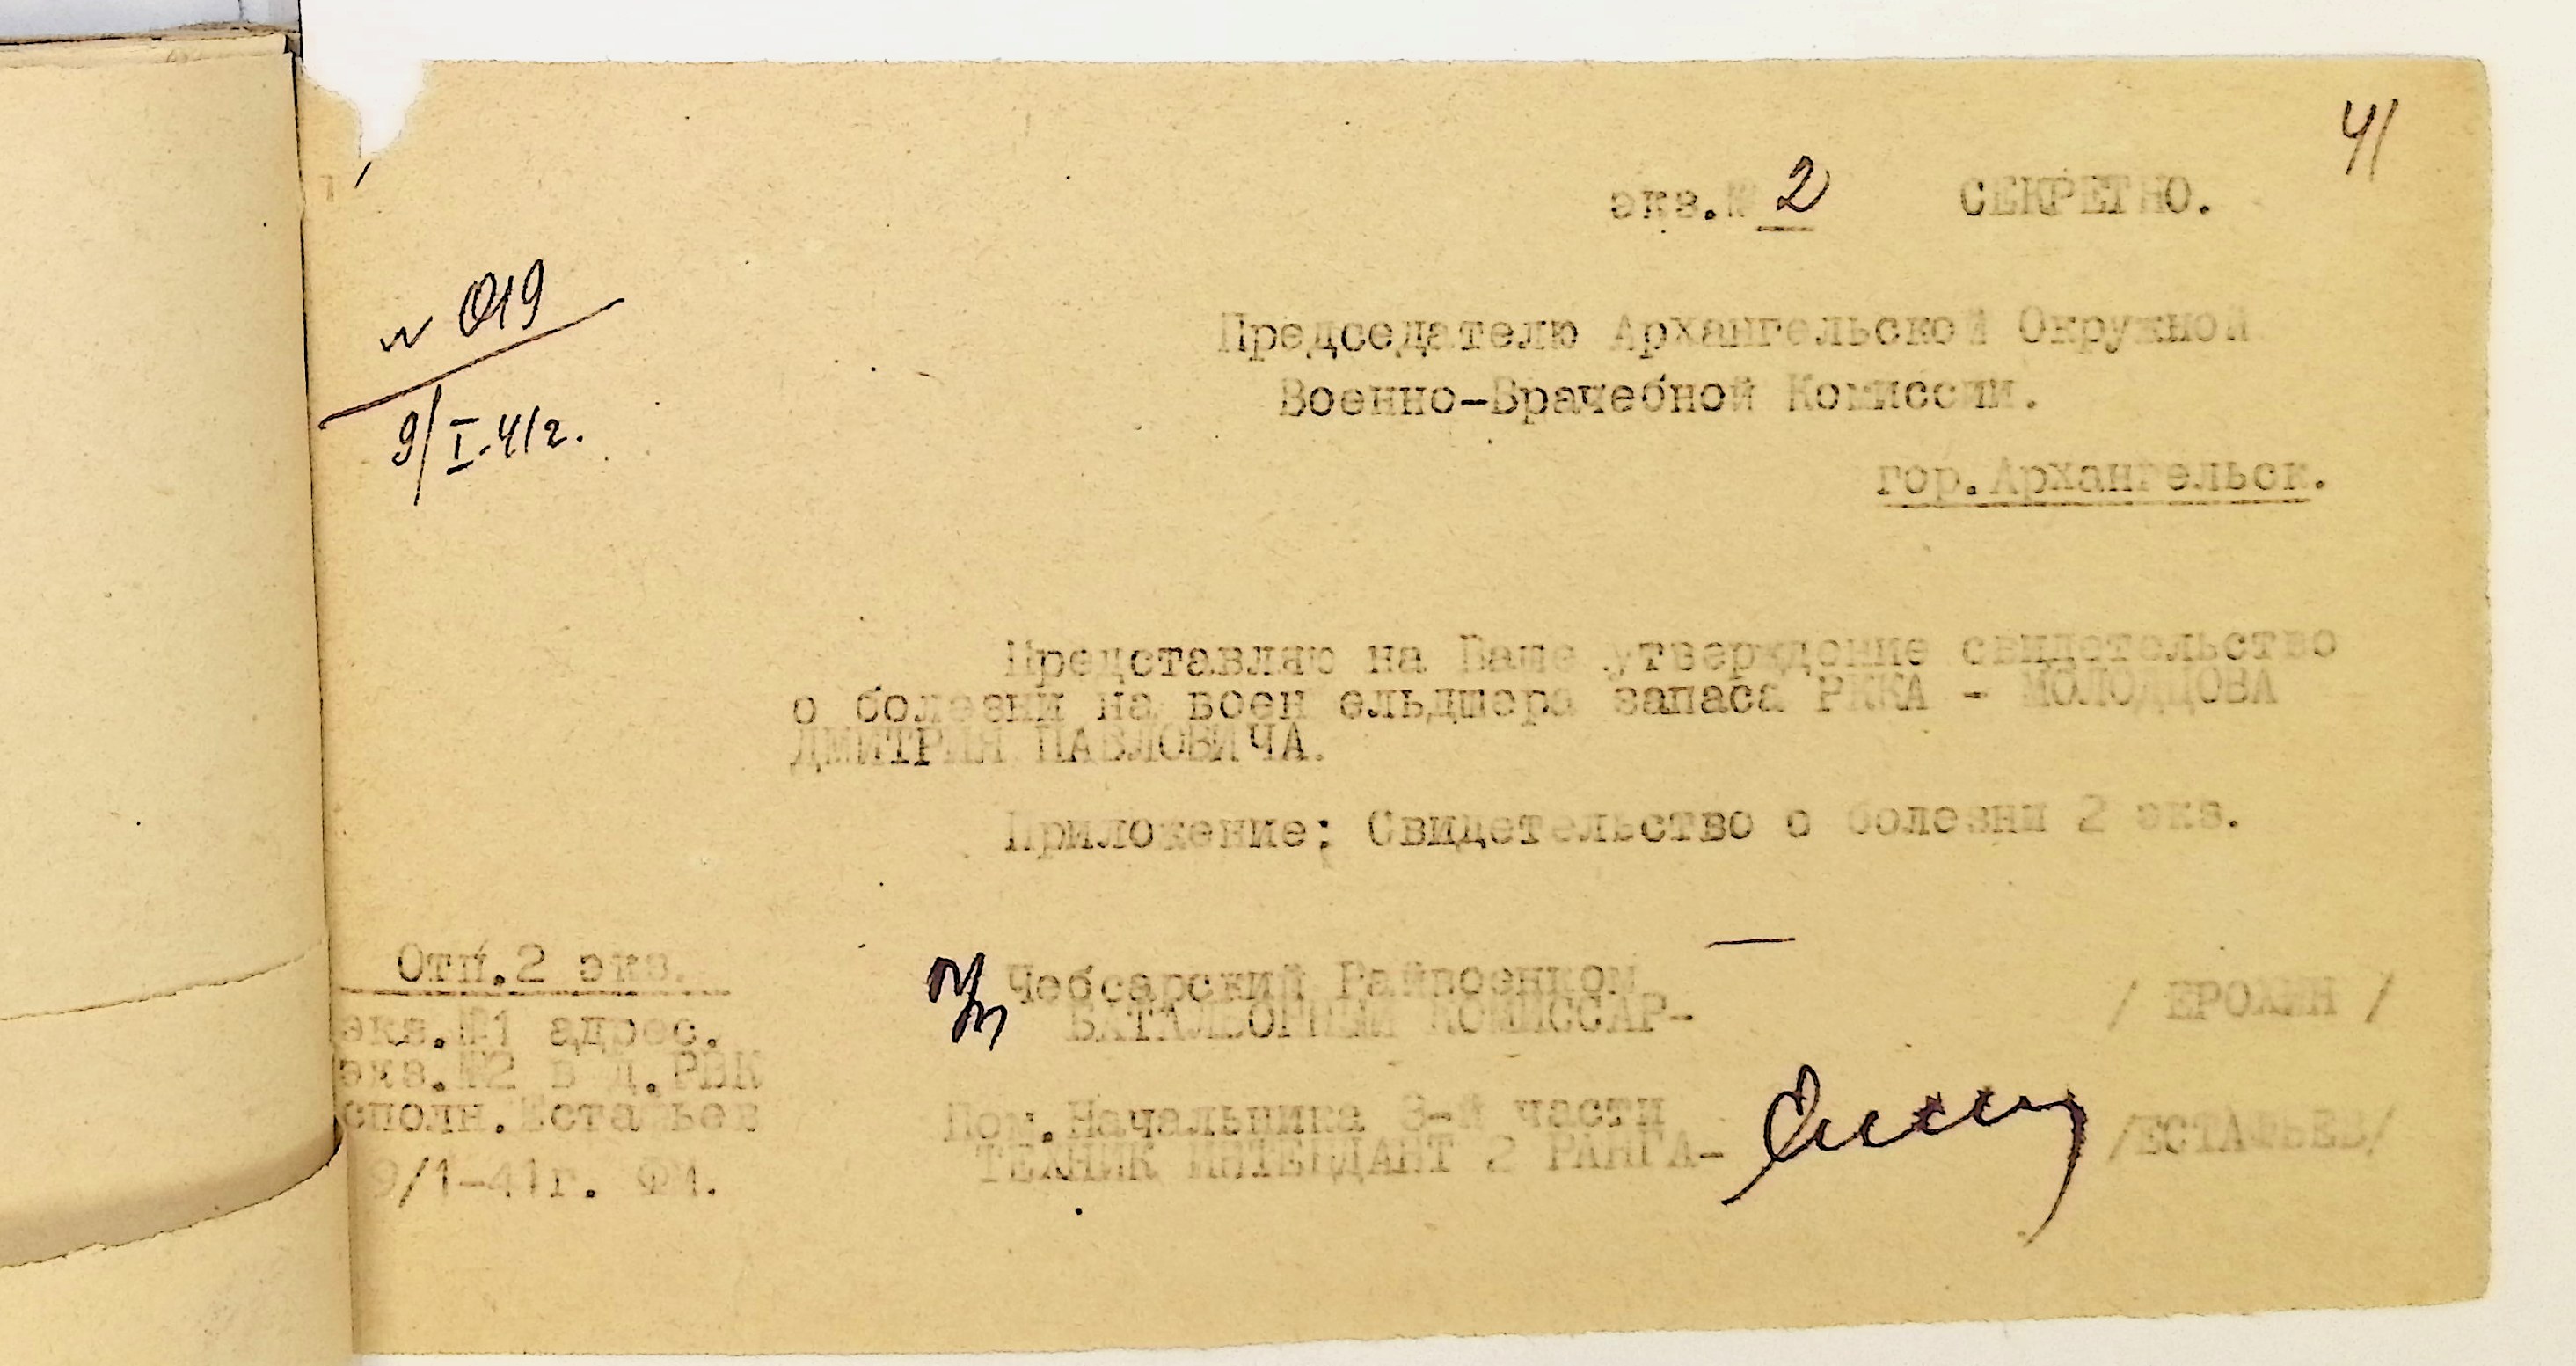 41
экз.№ 2 СЕКРЕТНО.
№ 019
9/I-41г.
Председателю Архангельской Окружной
Военно-Врачебной Комиссии.
гор.Архангельск.
Представляю на Ваше утверждение свидетельство
о болезни на военфельдшера запаса РККА - МОЛОДЦОВА
ДМИТРИЯ ПАВЛОВИЧА.
Приложение: Свидетельство о болезни 2 экз.
п/п Чебсарский Райвоенком
БАТАЛЬОННЫЙ КОМИССАР- / ЕРОХИН /
Пом.Начальника 3-й части
ТЕХНИК ИНТЕНДАНТ 2 РАНГА- /ЕСТАФЬЕВ/
Отп.2 экз.
экз.№1 адрес.
экз.№2 в д.РВК
сполн.Естафьев
9/1-41г. ФИ.